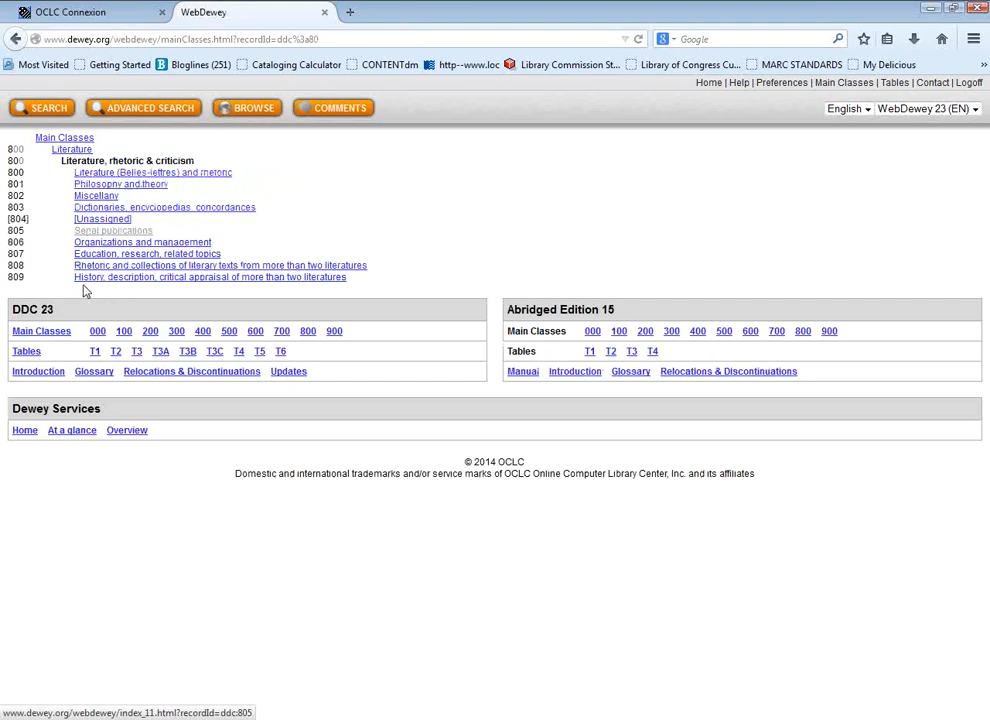 OCLC Connexion × WebDewey × +
www.dewey.org/webdewey/mainClasses.html?recordId=ddc%3a80 Google
Most Visited Getting Started Bloglines (251) Cataloging Calculator CONTENTdm http--www.loc Library Commission St... Library of Congress Cu... MARC STANDARDS My Delicious »
Home | Help | Preferences | Main Classes | Tables | Contact | Logoff
SEARCH ADVANCED SEARCH BROWSE COMMENTS English WebDewey 23 (EN)
Main Classes
800 Literature
800 Literature, rhetoric & criticism
800 Literature (Belles-lettres) and rhetoric
801 Philosophy and theory
802 Miscellany
803 Dictionaries, encyclopedias, concordances
[804] [Unassigned]
805 Serial publications
806 Organizations and management
807 Education, research, related topics
808 Rhetoric and collections of literary texts from more than two literatures
809 History, description, critical appraisal of more than two literatures
DDC 23
Main Classes 000 100 200 300 400 500 600 700 800 900
Tables T1 T2 T3 T3A T3B T3C T4 T5 T6
Introduction Glossary Relocations & Discontinuations Updates
Abridged Edition 15
Main Classes 000 100 200 300 400 500 600 700 800 900
Tables T1 T2 T3 T4
Manual Introduction Glossary Relocations & Discontinuations
Dewey Services
Home At a glance Overview
© 2014 OCLC
Domestic and international trademarks and/or service marks of OCLC Online Computer Library Center, Inc. and its affiliates
www.dewey.org/webdewey/index_11.html?recordId=ddc:805